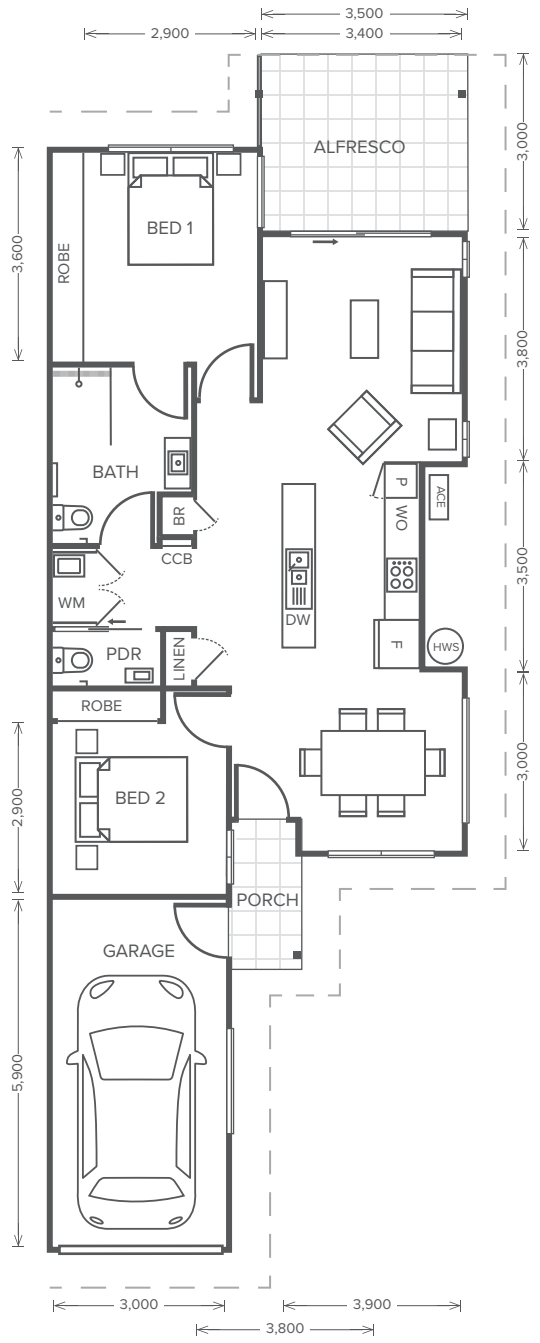 3,500
2,900
3,400
ALFRESCO
3,000
BED 1
ROBE
3,600
3,800
BATH
P
WO
ACE
BR
CCB
3,500
WM
DW
PDR
LINEN
F
HWS
ROBE
3,000
BED 2
2,900
PORCH
GARAGE
5,900
3,000
3,900
3,800